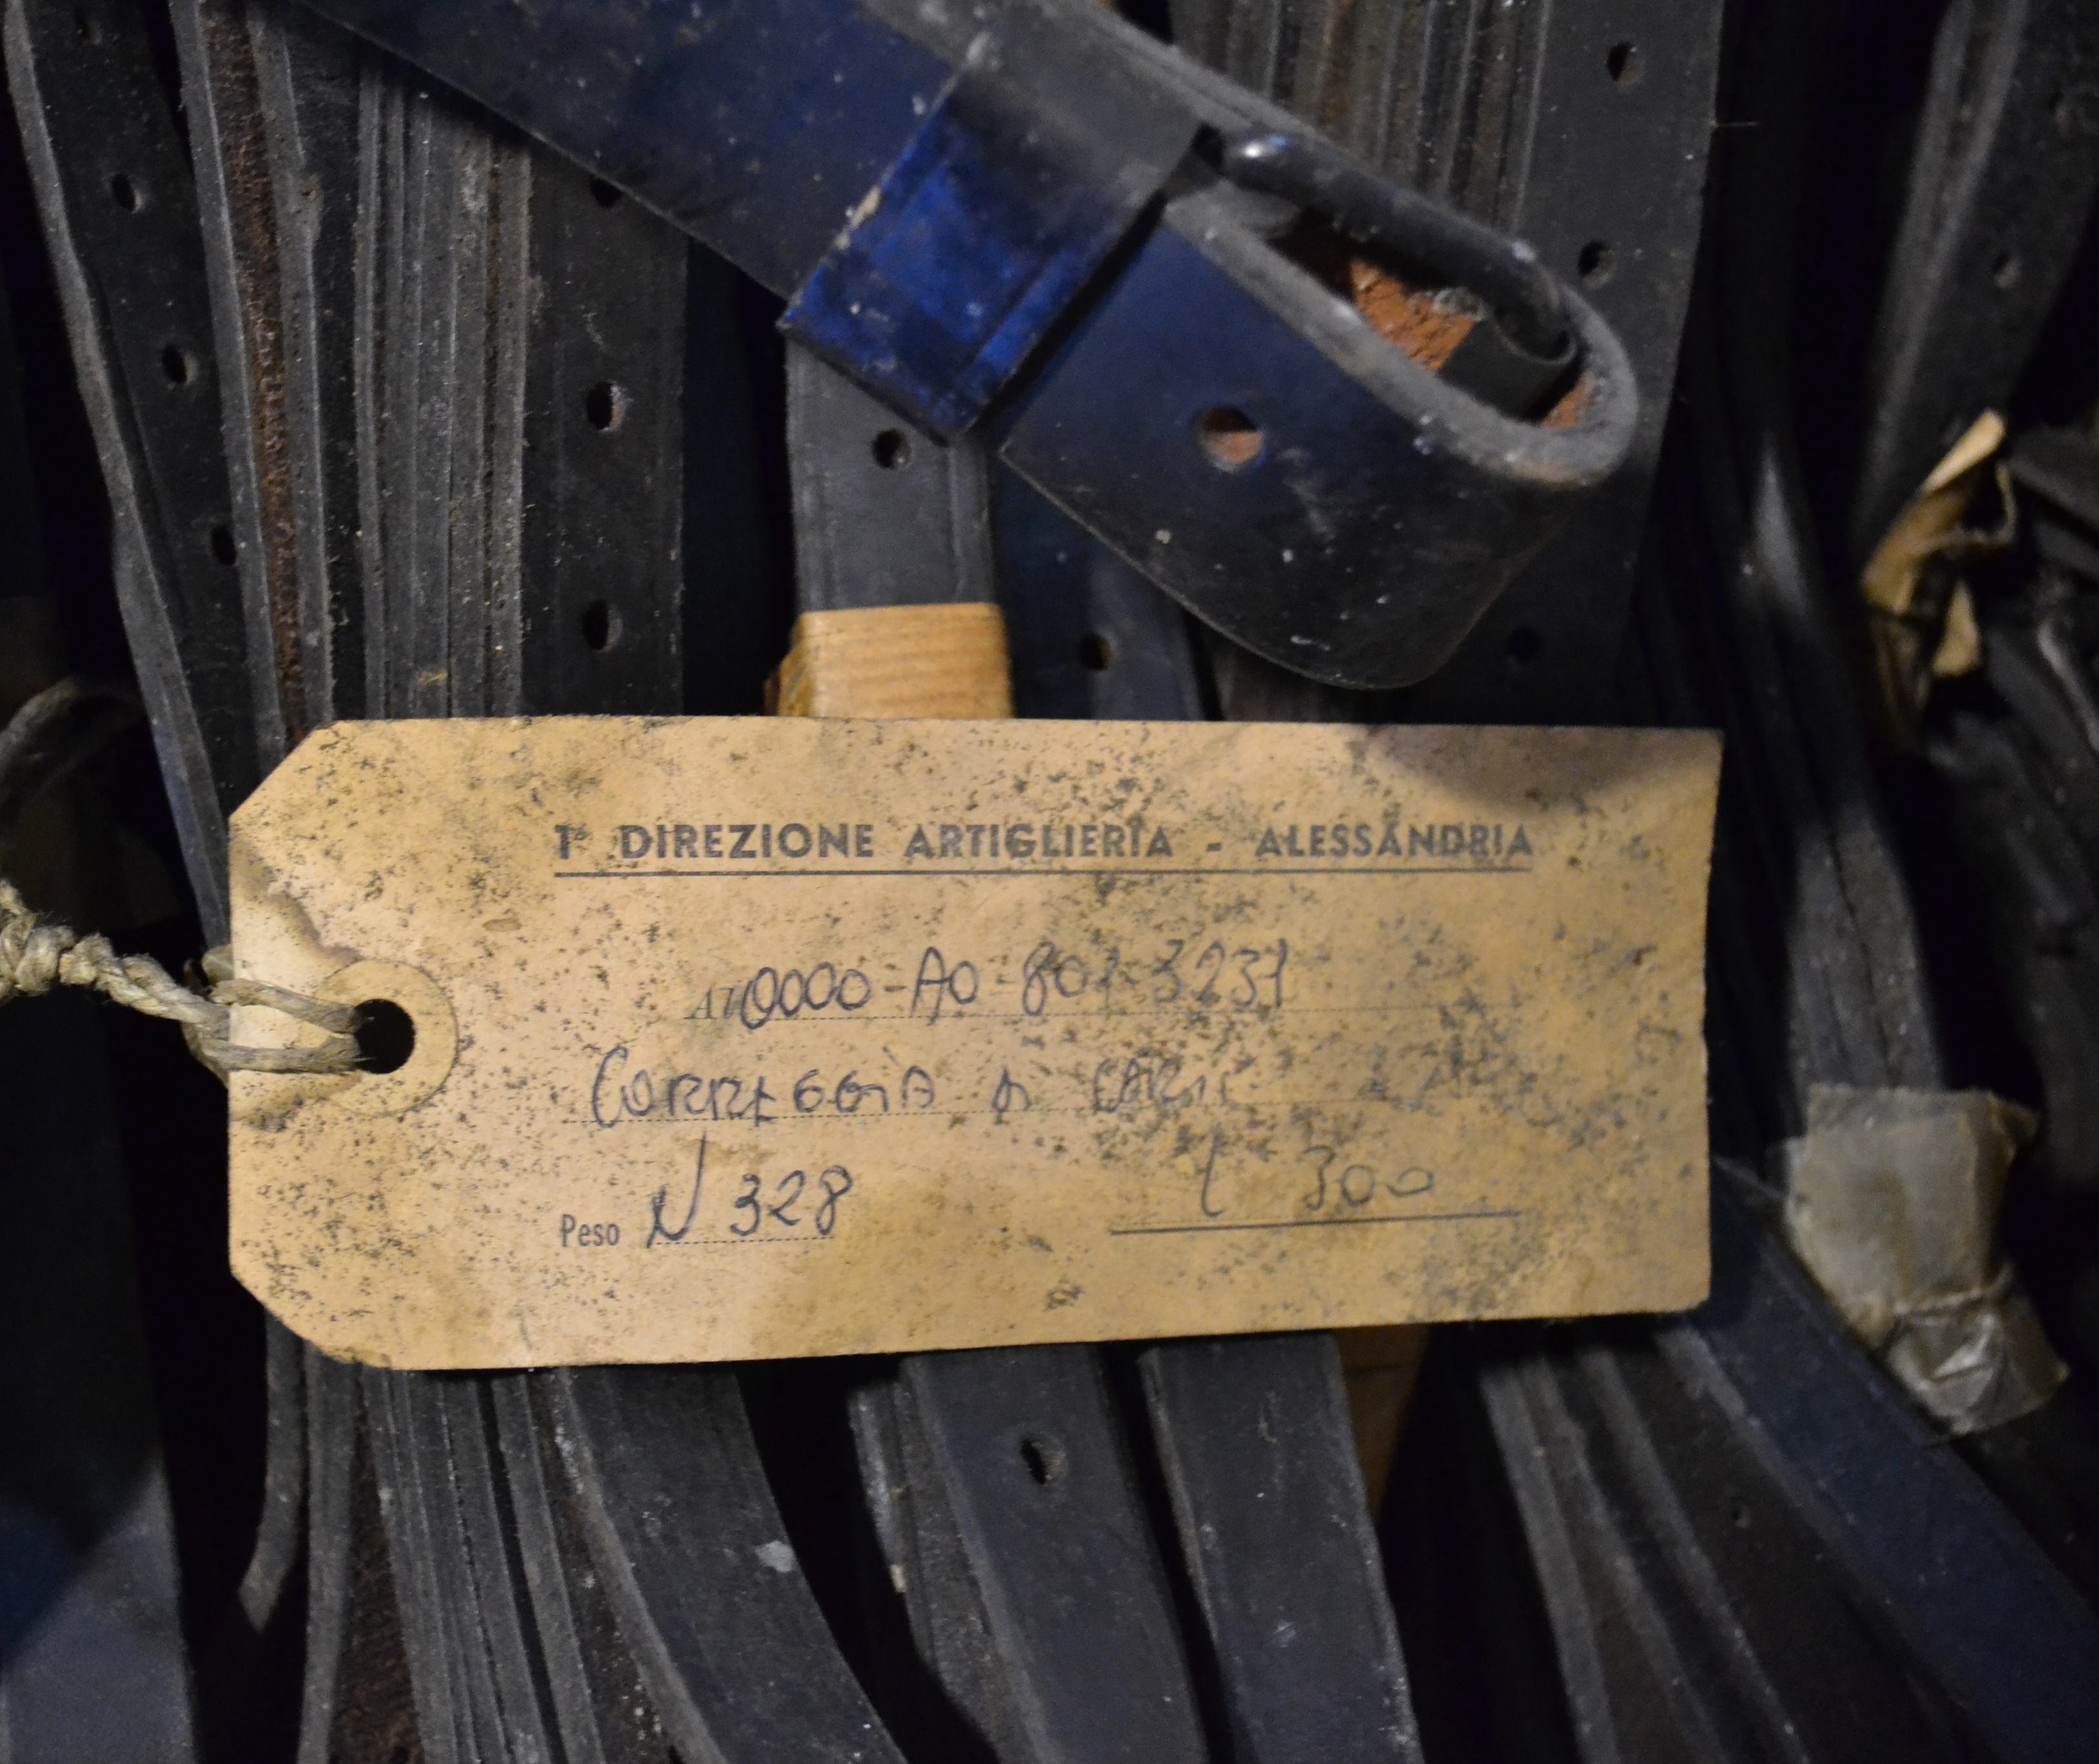 1ª DIREZIONE ARTIGLIERIA - ALESSANDRIA
0000-A0-801-3231
CORREGGIA
Peso N 328
300